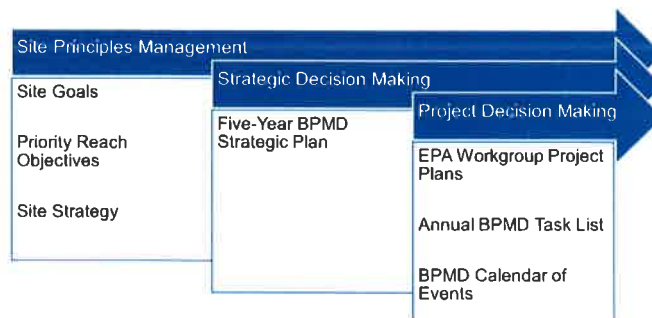 Site Principles Management
Site Goals
Priority Reach
Objectives
Site Strategy
Strategic Decision Making
Five-Year BPMD
Strategic Plan
Project Decision Making
EPA Workgroup Project
Plans
Annual BPMD Task List
BPMD Calendar of
Events